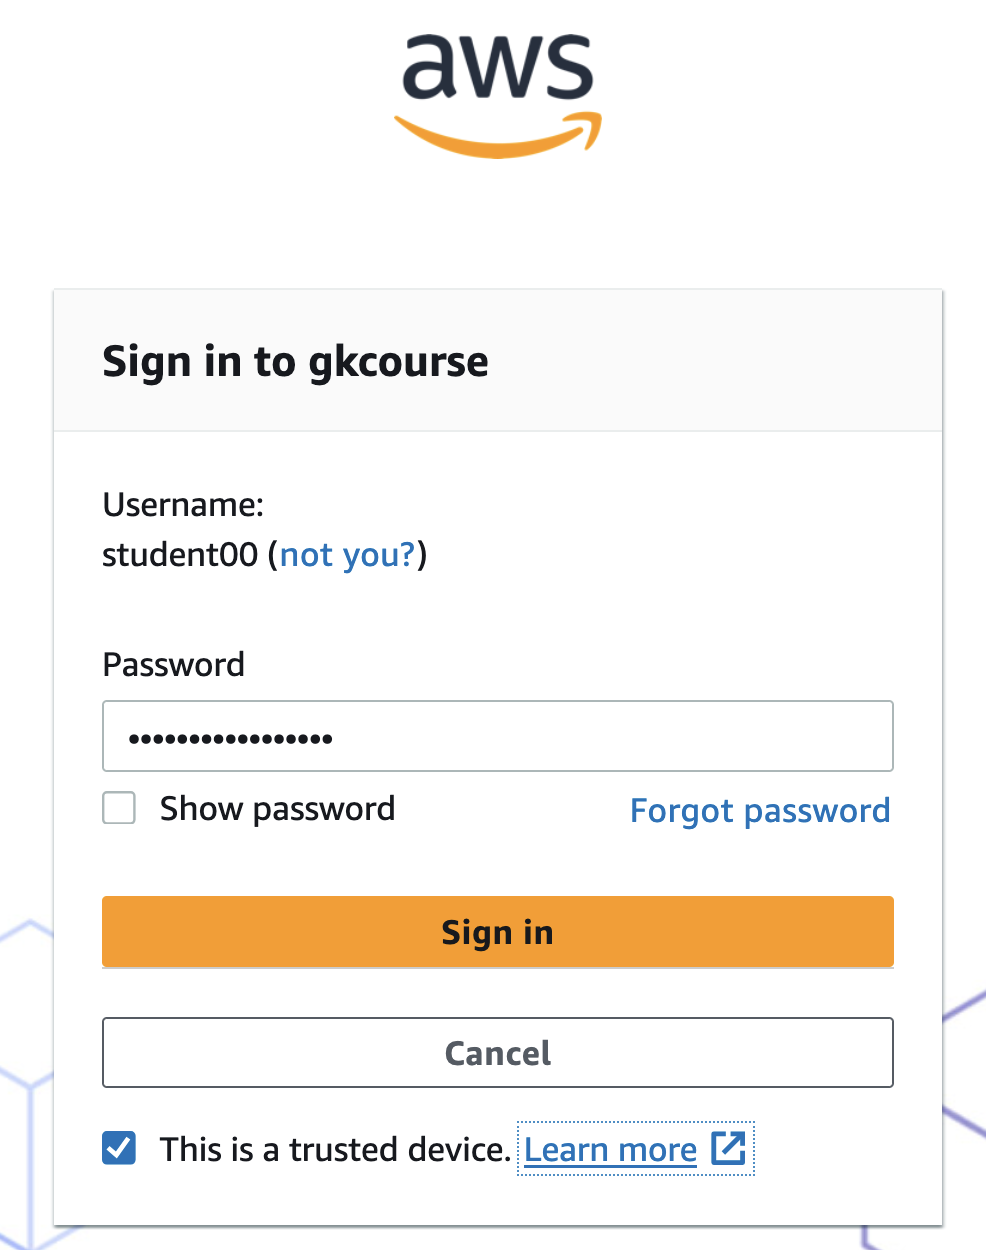 aws
Sign in to gkcourse
Username:
student00 (not you?)
Password
•••••••••••••••••
Show password Forgot password
Sign in
Cancel
This is a trusted device. Learn more